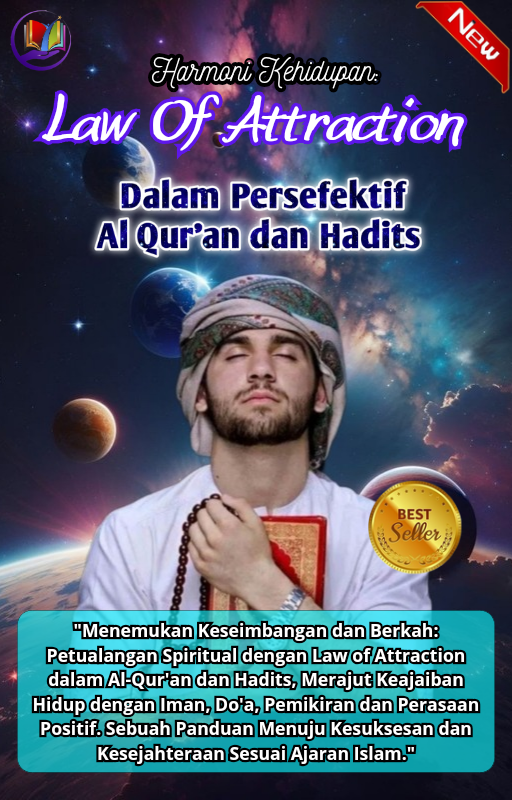 New
Harmoni Kehidupan:
Law Of Attraction
Dalam Persefektif
Al Qur'an dan Hadits
BEST
Seller
"Menemukan Keseimbangan dan Berkah:
Petualangan Spiritual dengan Law of Attraction
dalam Al-Qur'an dan Hadits, Merajut Keajaiban
Hidup dengan Iman, Do'a, Pemikiran dan Perasaan
Positif. Sebuah Panduan Menuju Kesuksesan dan
Kesejahteraan Sesuai Ajaran Islam."